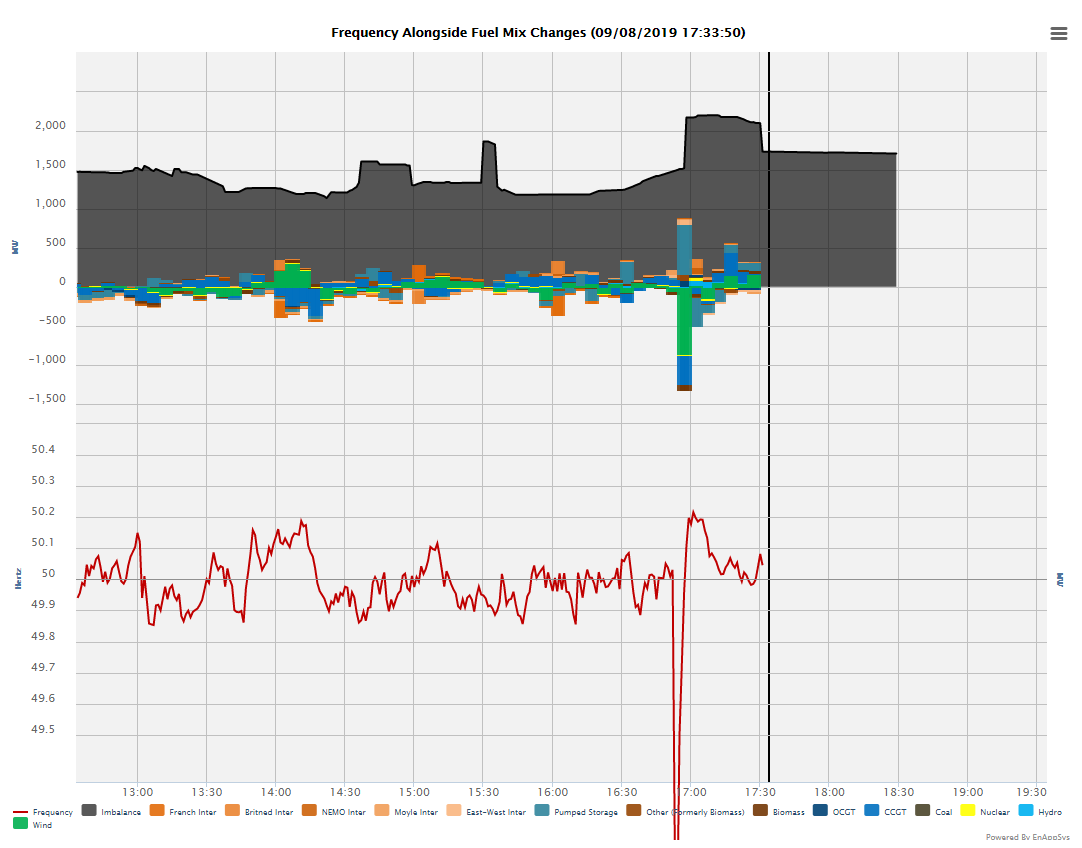 Frequency Alongside Fuel Mix Changes (09/08/2019 17:33:50)
2,000
1,500
1,000
500
0
-500
-1,000
-1,500
MW
50.4
50.3
50.2
50.1
50
49.9
49.8
49.7
49.6
49.5
Hertz
MW
13:00 13:30 14:00 14:30 15:00 15:30 16:00 16:30 17:00 17:30 18:00 18:30 19:00 19:30
Frequency Imbalance French Inter Britned Inter NEMO Inter Moyle Inter East-West Inter Pumped Storage Other (Formerly Biomass) Biomass OCGT CCGT Coal Nuclear Hydro
Wind
Powered By EnAppSys